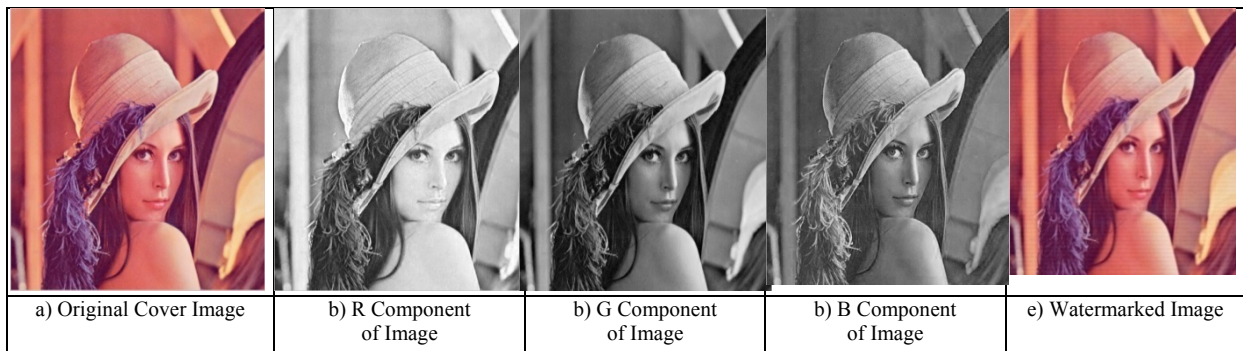 a) Original Cover Image
b) R Component
of Image
b) G Component
of Image
b) B Component
of Image
e) Watermarked Image